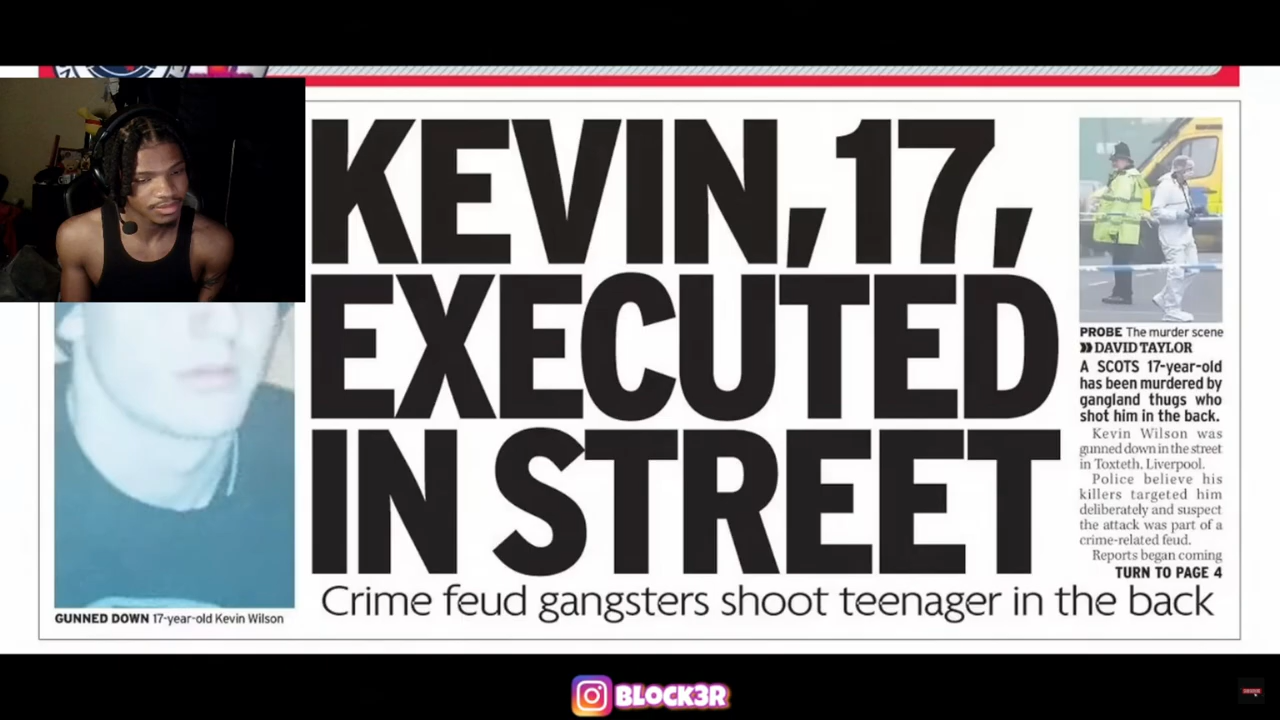 KEVIN, 17,
EXECUTED
IN STREET
Crime feud gangsters shoot teenager in the back
GUNNED DOWN 17-year-old Kevin Wilson
PROBE The murder scene
DAVID TAYLOR
A SCOTS 17-year-old
has been murdered by
gangland thugs who
shot him in the back.
Kevin Wilson was
gunned down in the street
in Toxteth, Liverpool.
Police believe his
killers targeted him
deliberately and suspect
the attack was part of a
crime-related feud.
Reports began coming
TURN TO PAGE 4
BLOCK3R